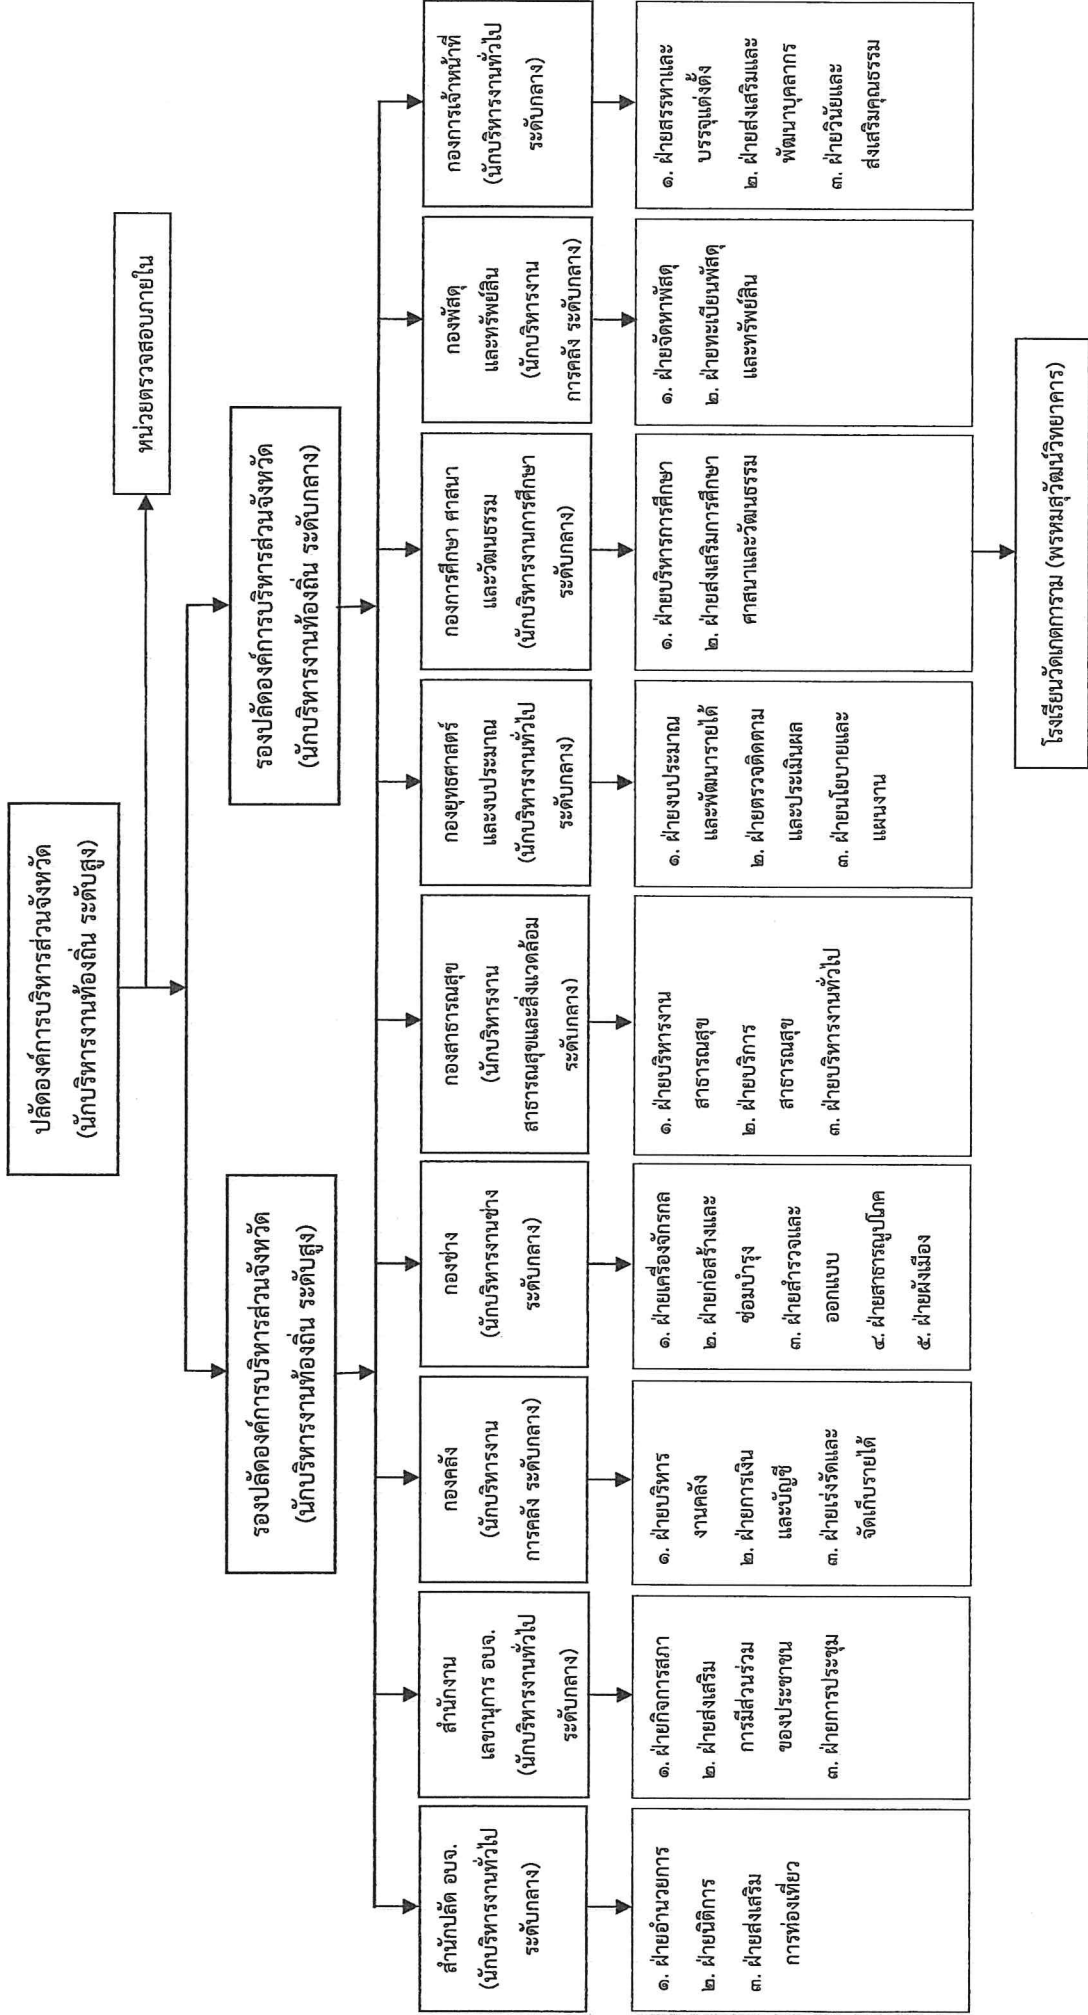 ปลัดองค์การบริหารส่วนจังหวัด
(นักบริหารงานท้องถิ่น ระดับสูง)
หน่วยตรวจสอบภายใน
รองปลัดองค์การบริหารส่วนจังหวัด
(นักบริหารงานท้องถิ่น ระดับสูง)
รองปลัดองค์การบริหารส่วนจังหวัด
(นักบริหารงานท้องถิ่น ระดับกลาง)
สำนักปลัด อบจ.
(นักบริหารงานทั่วไป
ระดับกลาง)
สำนักงาน
เลขานุการ อบจ.
(นักบริหารงานทั่วไป
ระดับกลาง)
กองคลัง
(นักบริหารงาน
การคลัง ระดับกลาง)
กองช่าง
(นักบริหารงานช่าง
ระดับกลาง)
กองสาธารณสุข
(นักบริหารงาน
สาธารณสุขและสิ่งแวดล้อม
ระดับกลาง)
กองยุทธศาสตร์
และงบประมาณ
(นักบริหารงานทั่วไป
ระดับกลาง)
กองการศึกษา ศาสนา
และวัฒนธรรม
(นักบริหารงานการศึกษา
ระดับกลาง)
กองพัสดุ
และทรัพย์สิน
(นักบริหารงาน
การคลัง ระดับกลาง)
กองการเจ้าหน้าที่
(นักบริหารงานทั่วไป
ระดับกลาง)
๑. ฝ่ายอำนวยการ
๒. ฝ่ายนิติการ
๓. ฝ่ายส่งเสริม
การท่องเที่ยว
๑. ฝ่ายกิจการสภา
๒. ฝ่ายส่งเสริม
การมีส่วนร่วม
ของประชาชน
๓. ฝ่ายการประชุม
๑. ฝ่ายบริหาร
งานคลัง
๒. ฝ่ายการเงิน
และบัญชี
๓. ฝ่ายเร่งรัดและ
จัดเก็บรายได้
๑. ฝ่ายเครื่องจักรกล
๒. ฝ่ายก่อสร้างและ
ซ่อมบำรุง
๓. ฝ่ายสำรวจและ
ออกแบบ
๔. ฝ่ายสาธารณูปโภค
๕. ฝ่ายผังเมือง
๑. ฝ่ายบริหารงาน
สาธารณสุข
๒. ฝ่ายบริการ
สาธารณสุข
๓. ฝ่ายบริหารงานทั่วไป
๑. ฝ่ายงบประมาณ
และพัฒนารายได้
๒. ฝ่ายตรวจติดตาม
และประเมินผล
๓. ฝ่ายนโยบายและ
แผนงาน
๑. ฝ่ายบริหารการศึกษา
๒. ฝ่ายส่งเสริมการศึกษา
ศาสนาและวัฒนธรรม
๑. ฝ่ายจัดหาพัสดุ
๒. ฝ่ายทะเบียนพัสดุ
และทรัพย์สิน
๑. ฝ่ายสรรหาและ
บรรจุแต่งตั้ง
๒. ฝ่ายส่งเสริมและ
พัฒนาบุคลากร
๓. ฝ่ายวินัยและ
ส่งเสริมคุณธรรม
โรงเรียนวัดเกตการาม (พรหมสุวัฒน์วิทยาคาร)